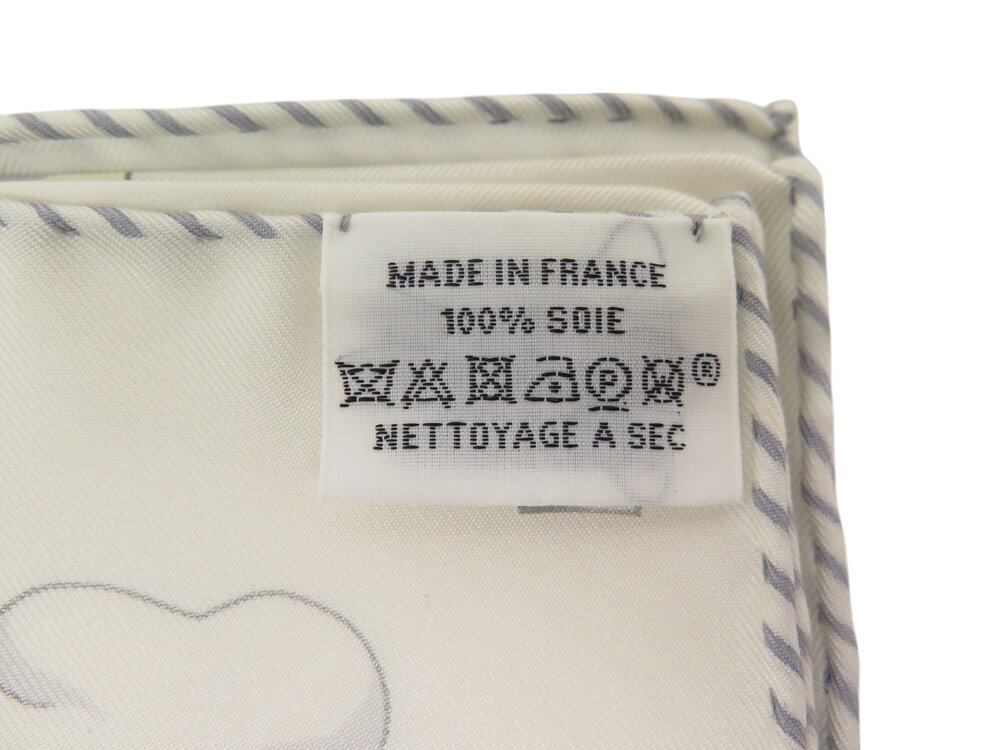 MADE IN FRANCE
100% SOIE
P ®
NETTOYAGE A SEC